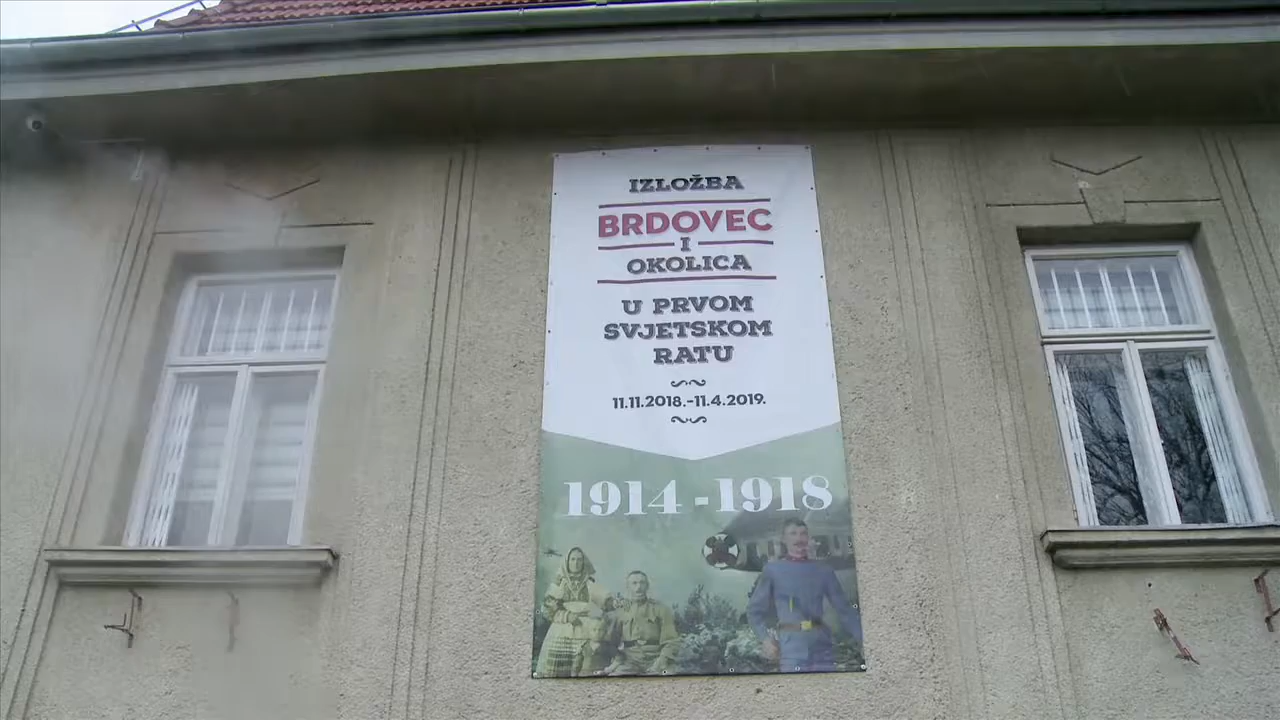 IZLOŽBA
BRDOVEC
I
OKOLICA
U PRVOM
SVJETSKOM
RATU
11.11.2018.-11.4.2019.
1914-1918